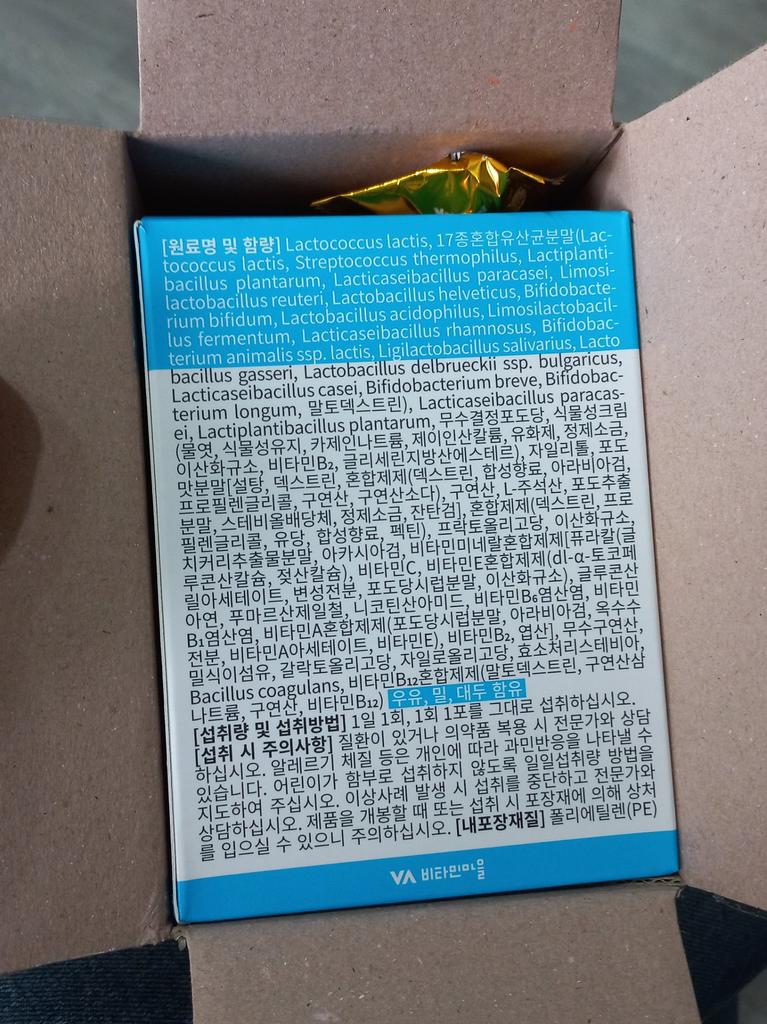 [원료명 및 함량] Lactococcus lactis, 17종혼합유산균분말(Lac-
tococcus lactis, Streptococcus thermophilus, Lactiplanti-
bacillus plantarum, Lacticaseibacillus paracasei, Limosi-
lactobacillus reuteri, Lactobacillus helveticus, Bifidobacte-
rium bifidum, Lactobacillus acidophilus, Limosilactobacil-
lus fermentum, Lacticaseibacillus rhamnosus, Bifidobac-
terium animalis ssp. lactis, Ligilactobacillus salivarius, Lacto
bacillus gasseri, Lactobacillus delbrueckii ssp. bulgaricus,
Lacticaseibacillus casei, Bifidobacterium breve, Bifidobac-
terium longum, 말토덱스트린), Lacticaseibacillus paracas-
ei, Lactiplantibacillus plantarum, 무수결정포도당, 식물성크림
(물엿, 식물성유지, 카제인나트륨, 제이인산칼륨, 유화제, 정제소금,
이산화규소, 비타민B₂, 글리세린지방산에스테르), 자일리톨, 포도
맛분말[설탕, 덱스트린, 혼합제제(덱스트린, 합성향료, 아라비아검,
프로필렌글리콜, 구연산, 구연산소다), 구연산, L-주석산, 포도추출
분말, 스테비올배당체, 정제소금, 잔탄검], 혼합제제(덱스트린, 프로
필렌글리콜, 유당, 합성향료, 펙틴), 프락토올리고당, 이산화규소,
치커리추출물분말, 아카시아검, 비타민미네랄혼합제제[퓨라칼(글
루콘산칼슘, 젖산칼슘), 비타민C, 비타민E혼합제제(dl-α-토코페
릴아세테이트, 변성전분, 포도당시럽분말, 이산화규소), 글루콘산
아연, 푸마르산제일철, 니코틴산아미드, 비타민B₆염산염, 비타민
B₁염산염, 비타민A혼합제제(포도당시럽분말, 아라비아검, 옥수수
전분, 비타민A아세테이트, 비타민E), 비타민B₂, 엽산], 무수구연산,
밀식이섬유, 갈락토올리고당, 자일로올리고당, 효소처리스테비아,
Bacillus coagulans, 비타민B₁₂혼합제제(말토덱스트린, 구연산삼
나트륨, 구연산, 비타민B₁₂) 우유, 밀, 대두 함유
[섭취량 및 섭취방법] 1일 1회, 1회 1포를 그대로 섭취하십시오.
[섭취 시 주의사항] 질환이 있거나 의약품 복용 시 전문가와 상담
하십시오. 알레르기 체질 등은 개인에 따라 과민반응을 나타낼 수
있습니다. 어린이가 함부로 섭취하지 않도록 일일섭취량 방법을
지도하여 주십시오. 이상사례 발생 시 섭취를 중단하고 전문가와
상담하십시오. 제품을 개봉할 때 또는 섭취 시 포장재에 의해 상처
를 입으실 수 있으니 주의하십시오. [내포장재질] 폴리에틸렌(PE)
VA 비타민마을